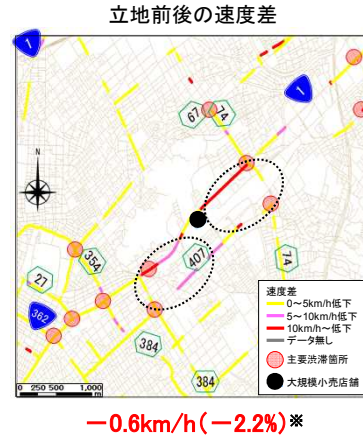 立地前後の速度差
1
1
67
74
N
407
354
74
27
362
384
384
速度差
0~5km/h低下
5~10km/h低下
10km/h~低下
データ無し
主要渋滞箇所
大規模小売店舗
0 250 500 1,000
m
-0.6km/h(-2.2%)※